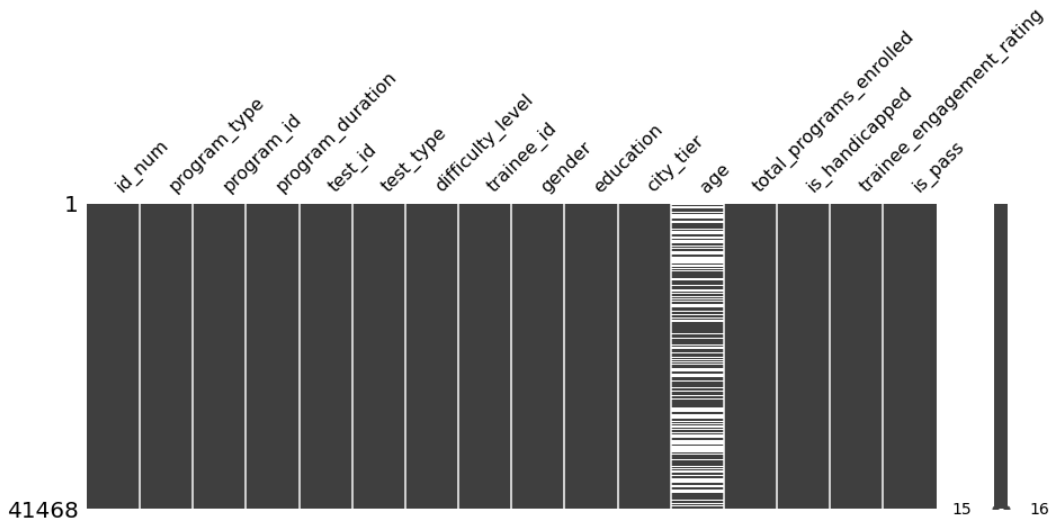 id_num
program_type
program_id
program_duration
test_id
test_type
difficulty_level
trainee_id
gender
education
city_tier
age
total_programs_enrolled
is_handicapped
trainee_engagement_rating
is_pass
1
41468
15
16